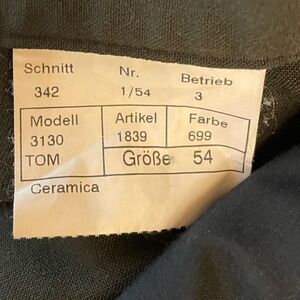 Schnitt Nr. Betrieb
342 1/54 3
Modell Artikel Farbe
3130 1839 699
TOM Größe 54
Ceramica